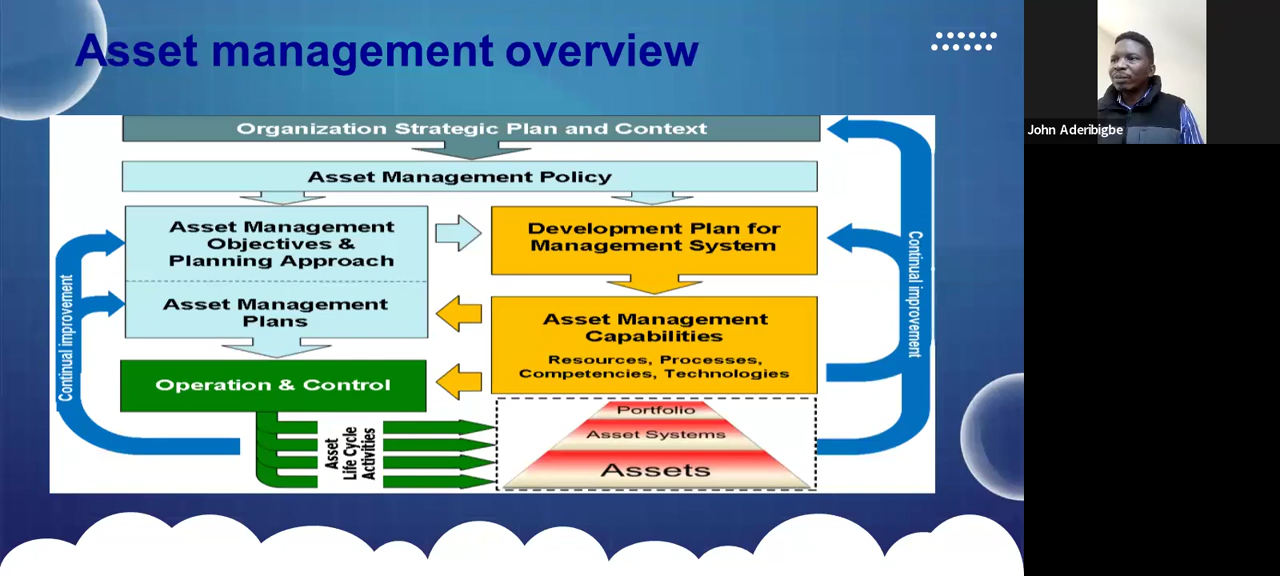 Asset management overview
John Aderibigbe
Organization Strategic Plan and Context
Asset Management Policy
Asset Management
Objectives &
Planning Approach
Development Plan for
Management System
Asset Management
Plans
Asset Management
Capabilities
Resources, Processes,
Competencies, Technologies
Operation & Control
Asset
Life Cycle
Activities
Portfolio
Asset Systems
Assets
Continual improvement
Continual improvement